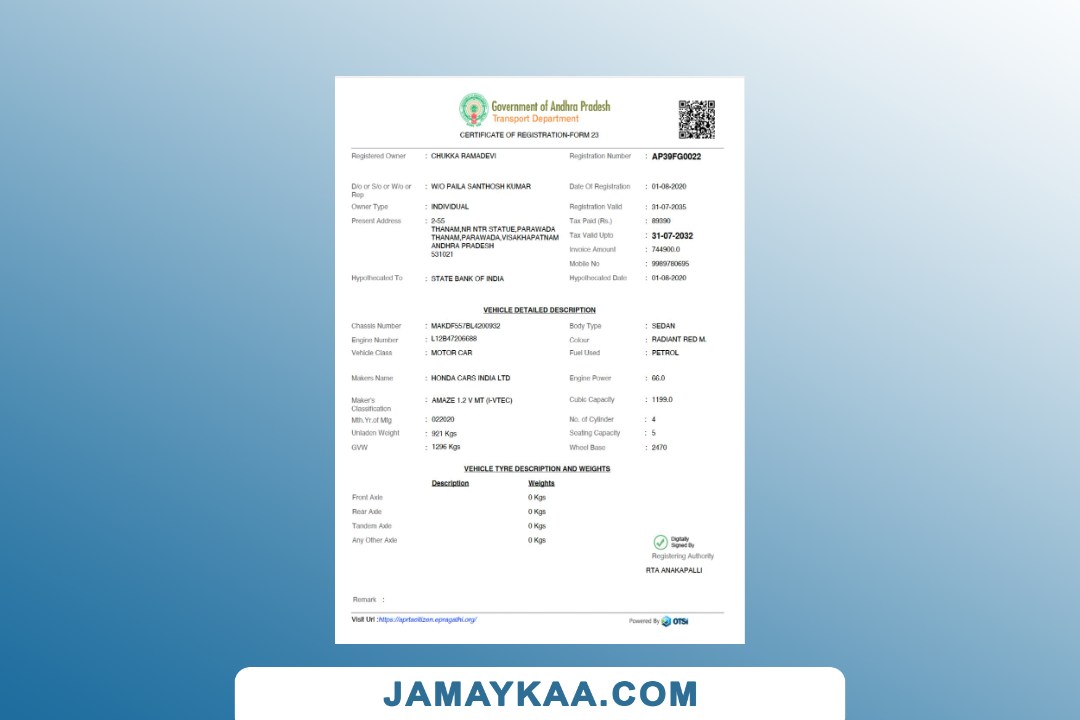 Government of Andhra Pradesh
Transport Department
CERTIFICATE OF REGISTRATION-FORM 23
Registered Owner : CHUKKA RAMADEVI Registration Number : AP39FG0022
D/o or S/o or W/o or Rep : W/O PAILA SANTHOSH KUMAR Date Of Registration : 01-08-2020
Owner Type : INDIVIDUAL Registration Valid : 31-07-2035
Present Address : 2-55 Tax Paid (Rs.) : 89390
THANAM,NR NTR STATUE,PARAWADA
THANAM,PARAWADA,VISAKHAPATNAM Tax Valid Upto : 31-07-2032
ANDHRA PRADESH Invoice Amount : 744900.0
531021
Mobile No : 9989780695
Hypothecated To : STATE BANK OF INDIA Hypothecated Date : 01-08-2020
VEHICLE DETAILED DESCRIPTION
Chassis Number : MAKDF557BL4200932 Body Type : SEDAN
Engine Number : L12B47206688 Colour : RADIANT RED M.
Vehicle Class : MOTOR CAR Fuel Used : PETROL
Makers Name : HONDA CARS INDIA LTD Engine Power : 66.0
Maker's Classification : AMAZE 1.2 V MT (I-VTEC) Cubic Capacity : 1199.0
Mth.Yr.of Mfg : 022020 No. of Cylinder : 4
Unladen Weight : 921 Kgs Seating Capacity : 5
GVW : 1296 Kgs Wheel Base : 2470
VEHICLE TYRE DESCRIPTION AND WEIGHTS
Description Weights
Front Axle 0 Kgs
Rear Axle 0 Kgs
Tandem Axle 0 Kgs
Any Other Axle 0 Kgs
Digitally
Signed By
Registering Authority
RTA ANAKAPALLI
Remark :
Visit Url :https://aprtacitizen.epragathi.org/ Powered By OTSi
JAMAYKAA.COM